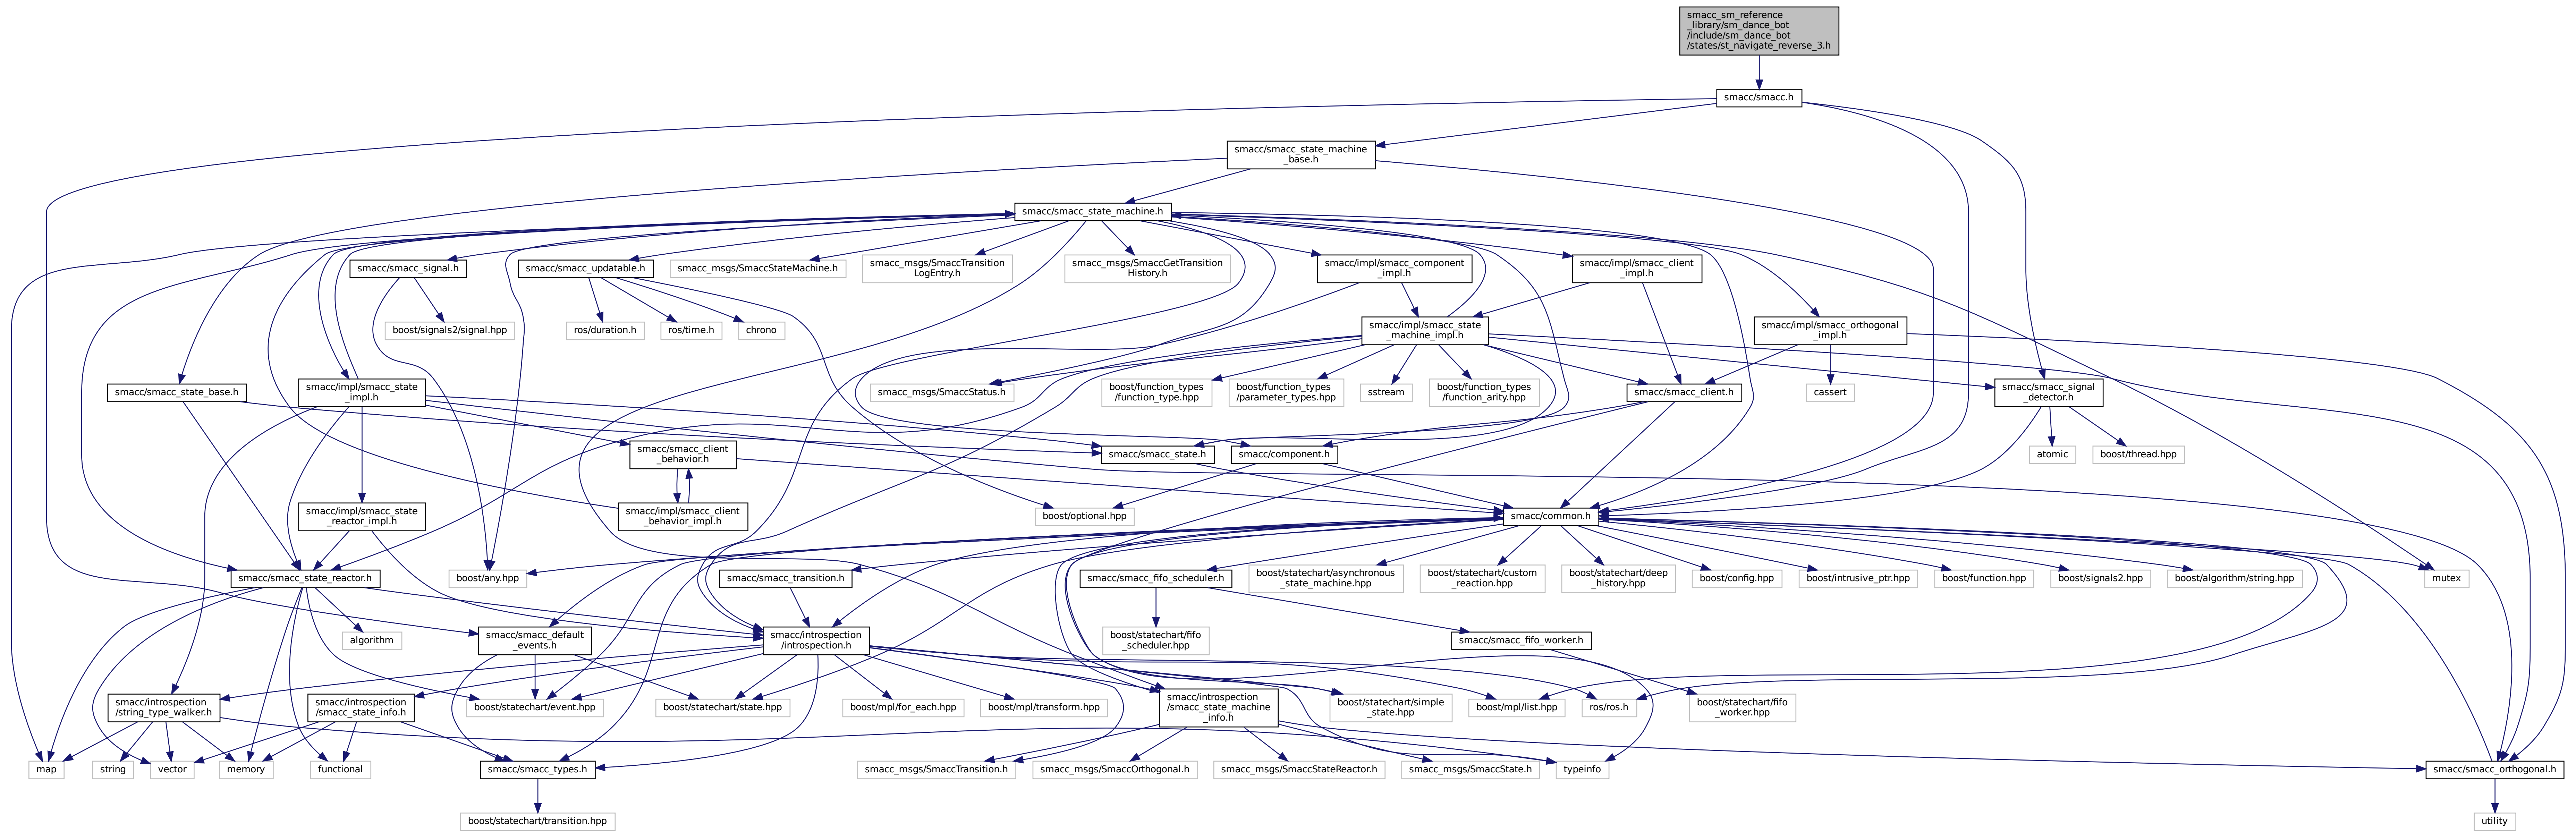 smacc_sm_reference
_library/sm_dance_bot
/include/sm_dance_bot
/states/st_navigate_reverse_3.h
smacc/smacc.h
smacc/smacc_state_machine
_base.h
smacc/smacc_state_machine.h
smacc/smacc_signal.h
smacc/smacc_updatable.h
smacc_msgs/SmaccStateMachine.h
smacc_msgs/SmaccTransition
LogEntry.h
smacc_msgs/SmaccGetTransition
History.h
smacc/impl/smacc_component
_impl.h
smacc/impl/smacc_client
_impl.h
boost/signals2/signal.hpp
ros/duration.h
ros/time.h
chrono
smacc/impl/smacc_state
_machine_impl.h
smacc/impl/smacc_orthogonal
_impl.h
smacc/smacc_state_base.h
smacc/impl/smacc_state
_impl.h
smacc_msgs/SmaccStatus.h
boost/function_types
/function_type.hpp
boost/function_types
/parameter_types.hpp
sstream
boost/function_types
/function_arity.hpp
smacc/smacc_client.h
cassert
smacc/smacc_signal
_detector.h
smacc/smacc_client
_behavior.h
smacc/smacc_state.h
smacc/component.h
atomic
boost/thread.hpp
smacc/impl/smacc_state
_reactor_impl.h
smacc/impl/smacc_client
_behavior_impl.h
boost/optional.hpp
smacc/common.h
smacc/smacc_state_reactor.h
boost/any.hpp
smacc/smacc_transition.h
smacc/smacc_fifo_scheduler.h
boost/statechart/asynchronous
_state_machine.hpp
boost/statechart/custom
_reaction.hpp
boost/statechart/deep
_history.hpp
boost/config.hpp
boost/intrusive_ptr.hpp
boost/function.hpp
boost/signals2.hpp
boost/algorithm/string.hpp
mutex
algorithm
smacc/smacc_default
_events.h
smacc/introspection
/introspection.h
boost/statechart/fifo
_scheduler.hpp
smacc/smacc_fifo_worker.h
smacc/introspection
/string_type_walker.h
smacc/introspection
/smacc_state_info.h
boost/statechart/event.hpp
boost/statechart/state.hpp
boost/mpl/for_each.hpp
boost/mpl/transform.hpp
smacc/introspection
/smacc_state_machine
_info.h
boost/statechart/simple
_state.hpp
boost/mpl/list.hpp
ros/ros.h
boost/statechart/fifo
_worker.hpp
map
string
vector
memory
functional
smacc/smacc_types.h
smacc_msgs/SmaccTransition.h
smacc_msgs/SmaccOrthogonal.h
smacc_msgs/SmaccStateReactor.h
smacc_msgs/SmaccState.h
typeinfo
smacc/smacc_orthogonal.h
boost/statechart/transition.hpp
utility